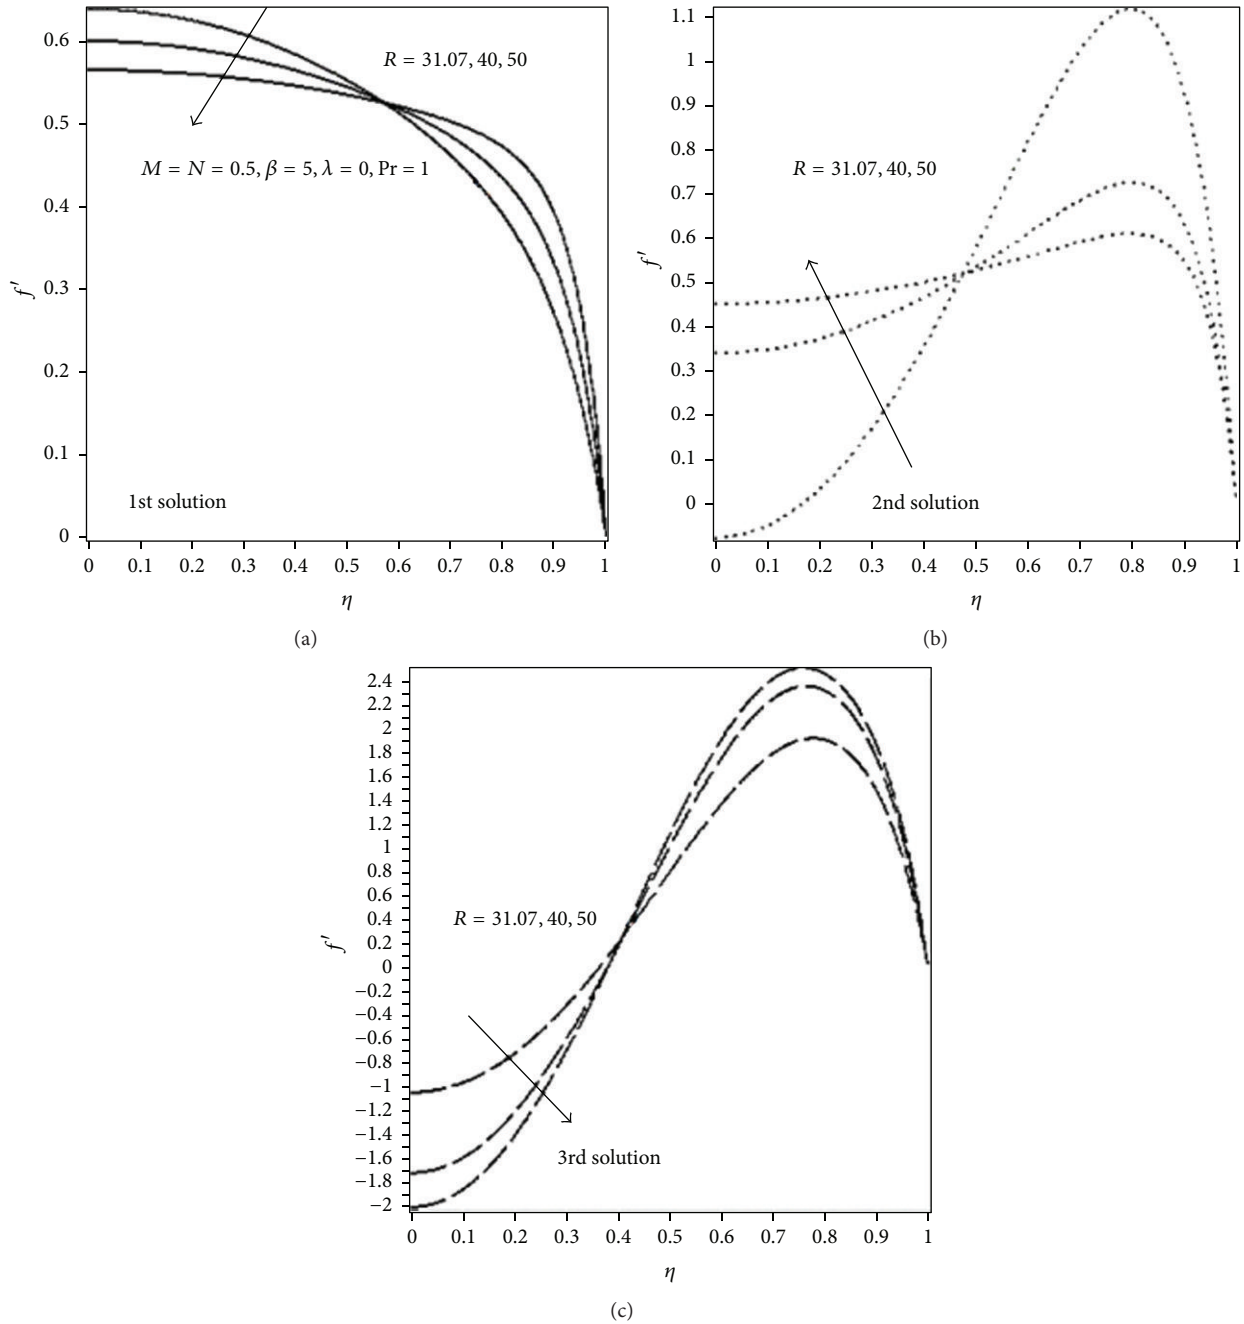 0.6
0.5
0.4
0.3
0.2
0.1
0
f′
R = 31.07, 40, 50
M = N = 0.5, β = 5, λ = 0, Pr = 1
1st solution
0 0.1 0.2 0.3 0.4 0.5 0.6 0.7 0.8 0.9 1
η
(a)
1.1
1
0.9
0.8
0.7
0.6
0.5
0.4
0.3
0.2
0.1
0
f′
R = 31.07, 40, 50
2nd solution
0 0.1 0.2 0.3 0.4 0.5 0.6 0.7 0.8 0.9 1
η
(b)
2.4
2.2
2
1.8
1.6
1.4
1.2
1
0.8
0.6
0.4
0.2
0
−0.2
−0.4
−0.6
−0.8
−1
−1.2
−1.4
−1.6
−1.8
−2
f′
R = 31.07, 40, 50
3rd solution
0 0.1 0.2 0.3 0.4 0.5 0.6 0.7 0.8 0.9 1
η
(c)